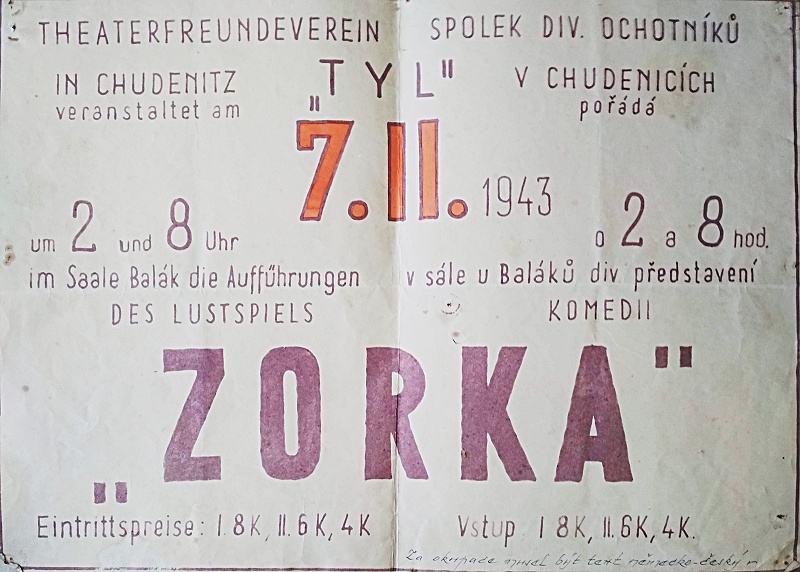 THEATERFREUNDEVEREIN SPOLEK DIV. OCHOTNÍKŮ
IN CHUDENITZ „TYL" V CHUDENICÍCH
veranstaltet am pořádá
7.II. 1943
um 2 und 8 Uhr o 2 a 8 hod.
im Saale Balák die Aufführungen v sále u Baláků div. představení
DES LUSTSPIELS KOMEDII
„ZORKA"
Eintrittspreise: I. 8K, II. 6K, 4K Vstup I 8K, II. 6K, 4K.
Za okupace musel být text německo-český